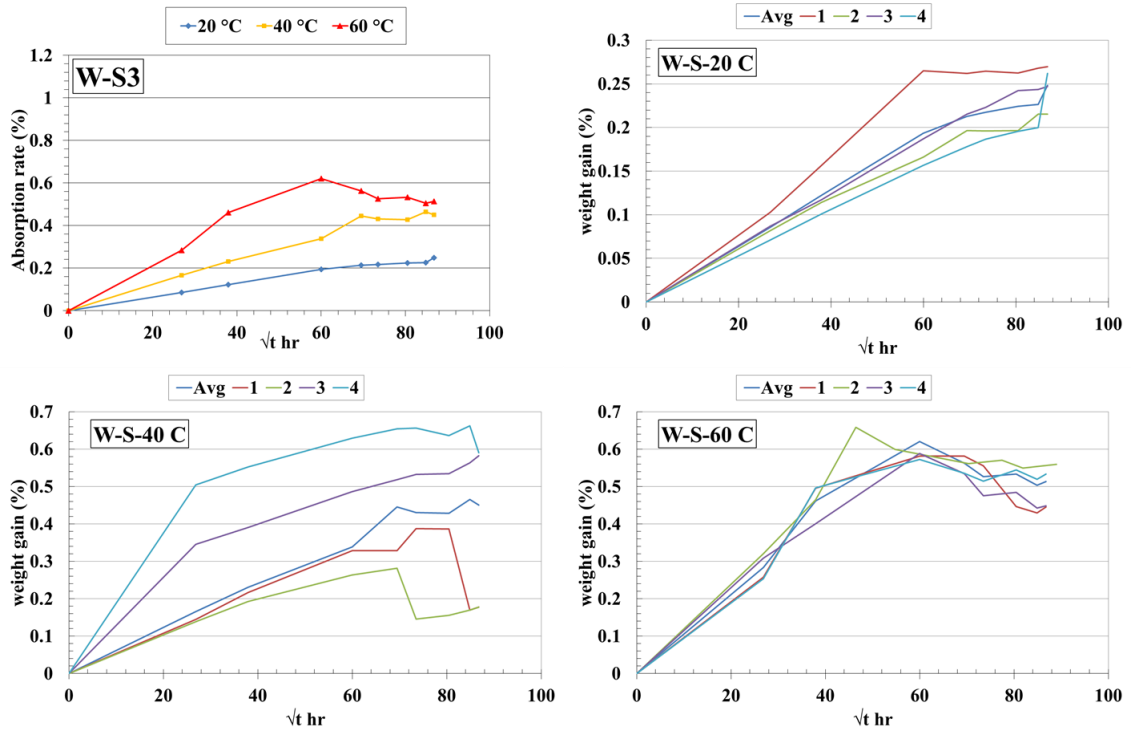 20 °C 40 °C 60 °C
W-S3
Absorption rate (%)
1.2
1
0.8
0.6
0.4
0.2
0
0 20 40 60 80 100
√t hr
Avg 1 2 3 4
W-S-20 C
weight gain (%)
0.3
0.25
0.2
0.15
0.1
0.05
0
0 20 40 60 80 100
√t hr
Avg 1 2 3 4
W-S-40 C
weight gain (%)
0.7
0.6
0.5
0.4
0.3
0.2
0.1
0
0 20 40 60 80 100
√t hr
Avg 1 2 3 4
W-S-60 C
weight gain (%)
0.7
0.6
0.5
0.4
0.3
0.2
0.1
0
0 20 40 60 80 100
√t hr